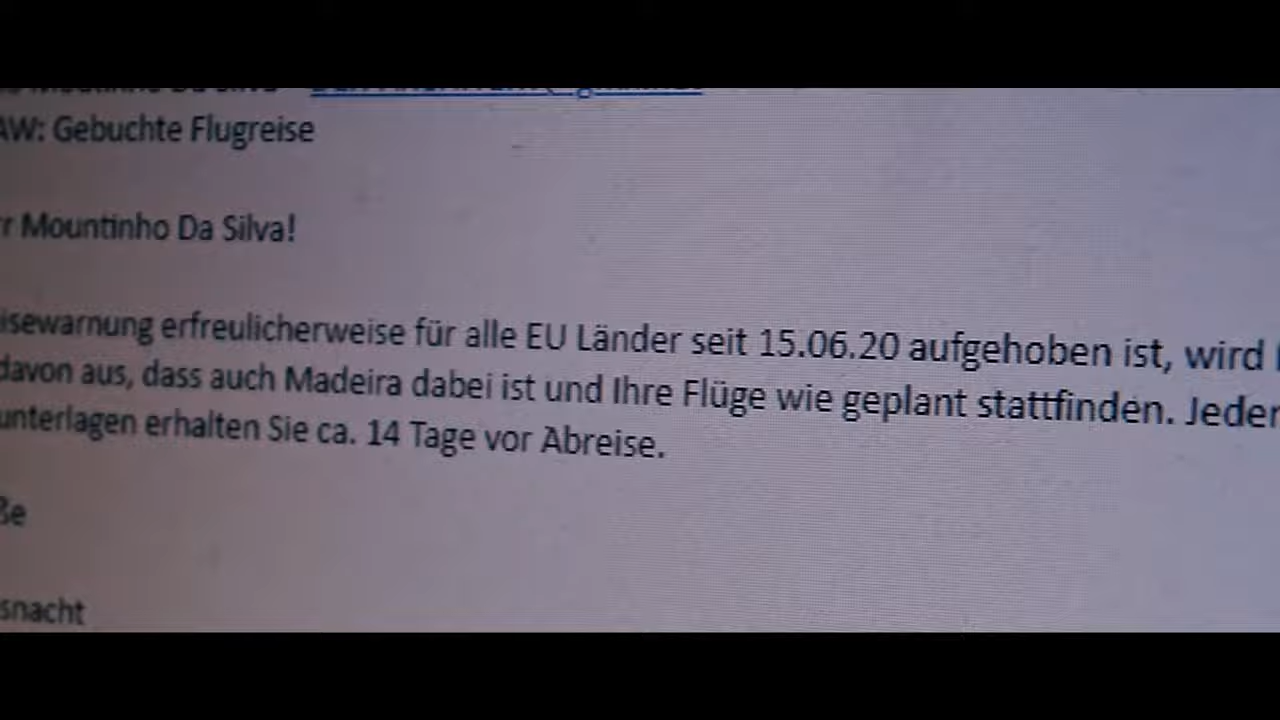 AW: Gebuchte Flugreise
r Mountinho Da Silva!
isewarnung erfreulicherweise für alle EU Länder seit 15.06.20 aufgehoben ist, wird
davon aus, dass auch Madeira dabei ist und Ihre Flüge wie geplant stattfinden. Jeder
unterlagen erhalten Sie ca. 14 Tage vor Abreise.
ße
snacht